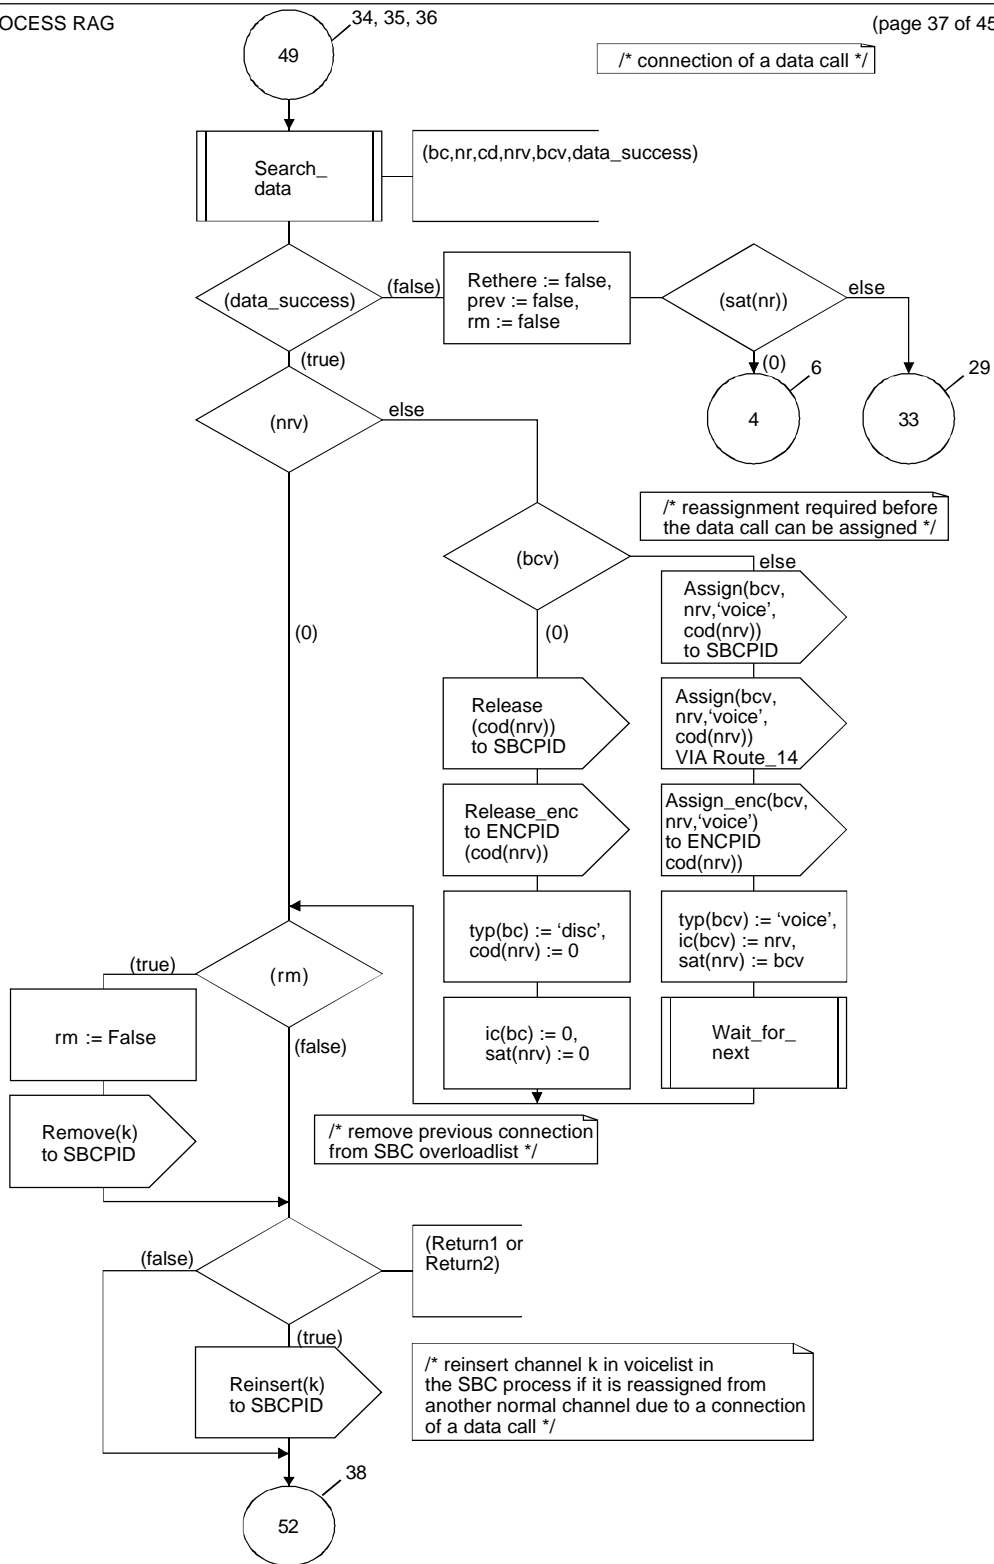 OCESS RAG
34, 35, 36
(page 37 of 45
49
/* connection of a data call */
Search_
data
(bc,nr,cd,nrv,bcv,data_success)
(data_success)
(false)
Rethere := false,
prev := false,
rm := false
(sat(nr))
else
(true)
(0)
6
29
4
33
(nrv)
else
/* reassignment required before
the data call can be assigned */
(bcv)
else
(0)
(0)
Assign(bcv,
nrv,‘voice’,
cod(nrv))
to SBCPID
Release
(cod(nrv))
to SBCPID
Assign(bcv,
nrv,‘voice’,
cod(nrv))
VIA Route_14
Release_enc
to ENCPID
(cod(nrv))
Assign_enc(bcv,
nrv,‘voice’)
to ENCPID
cod(nrv))
typ(bc) := ‘disc’,
cod(nrv) := 0
typ(bcv) := ‘voice’,
ic(bcv) := nrv,
sat(nrv) := bcv
(true)
(rm)
(false)
rm := False
ic(bc) := 0,
sat(nrv) := 0
Wait_for_
next
Remove(k)
to SBCPID
/* remove previous connection
from SBC overloadlist */
(false)
(Return1 or
Return2)
(true)
Reinsert(k)
to SBCPID
/* reinsert channel k in voicelist in
the SBC process if it is reassigned from
another normal channel due to a connection
of a data call */
38
52